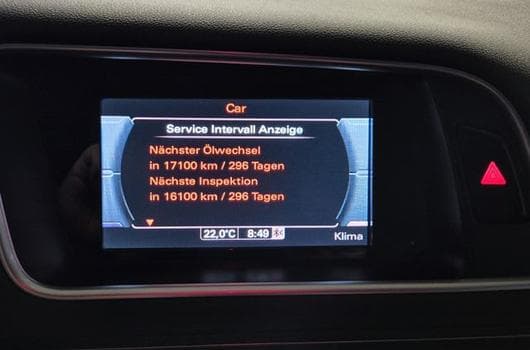 Car
Service Intervall Anzeige
Nächster Ölwechsel
in 17100 km / 296 Tagen
Nächste Inspektion
in 16100 km / 296 Tagen
22,0°C 8:49
Klima